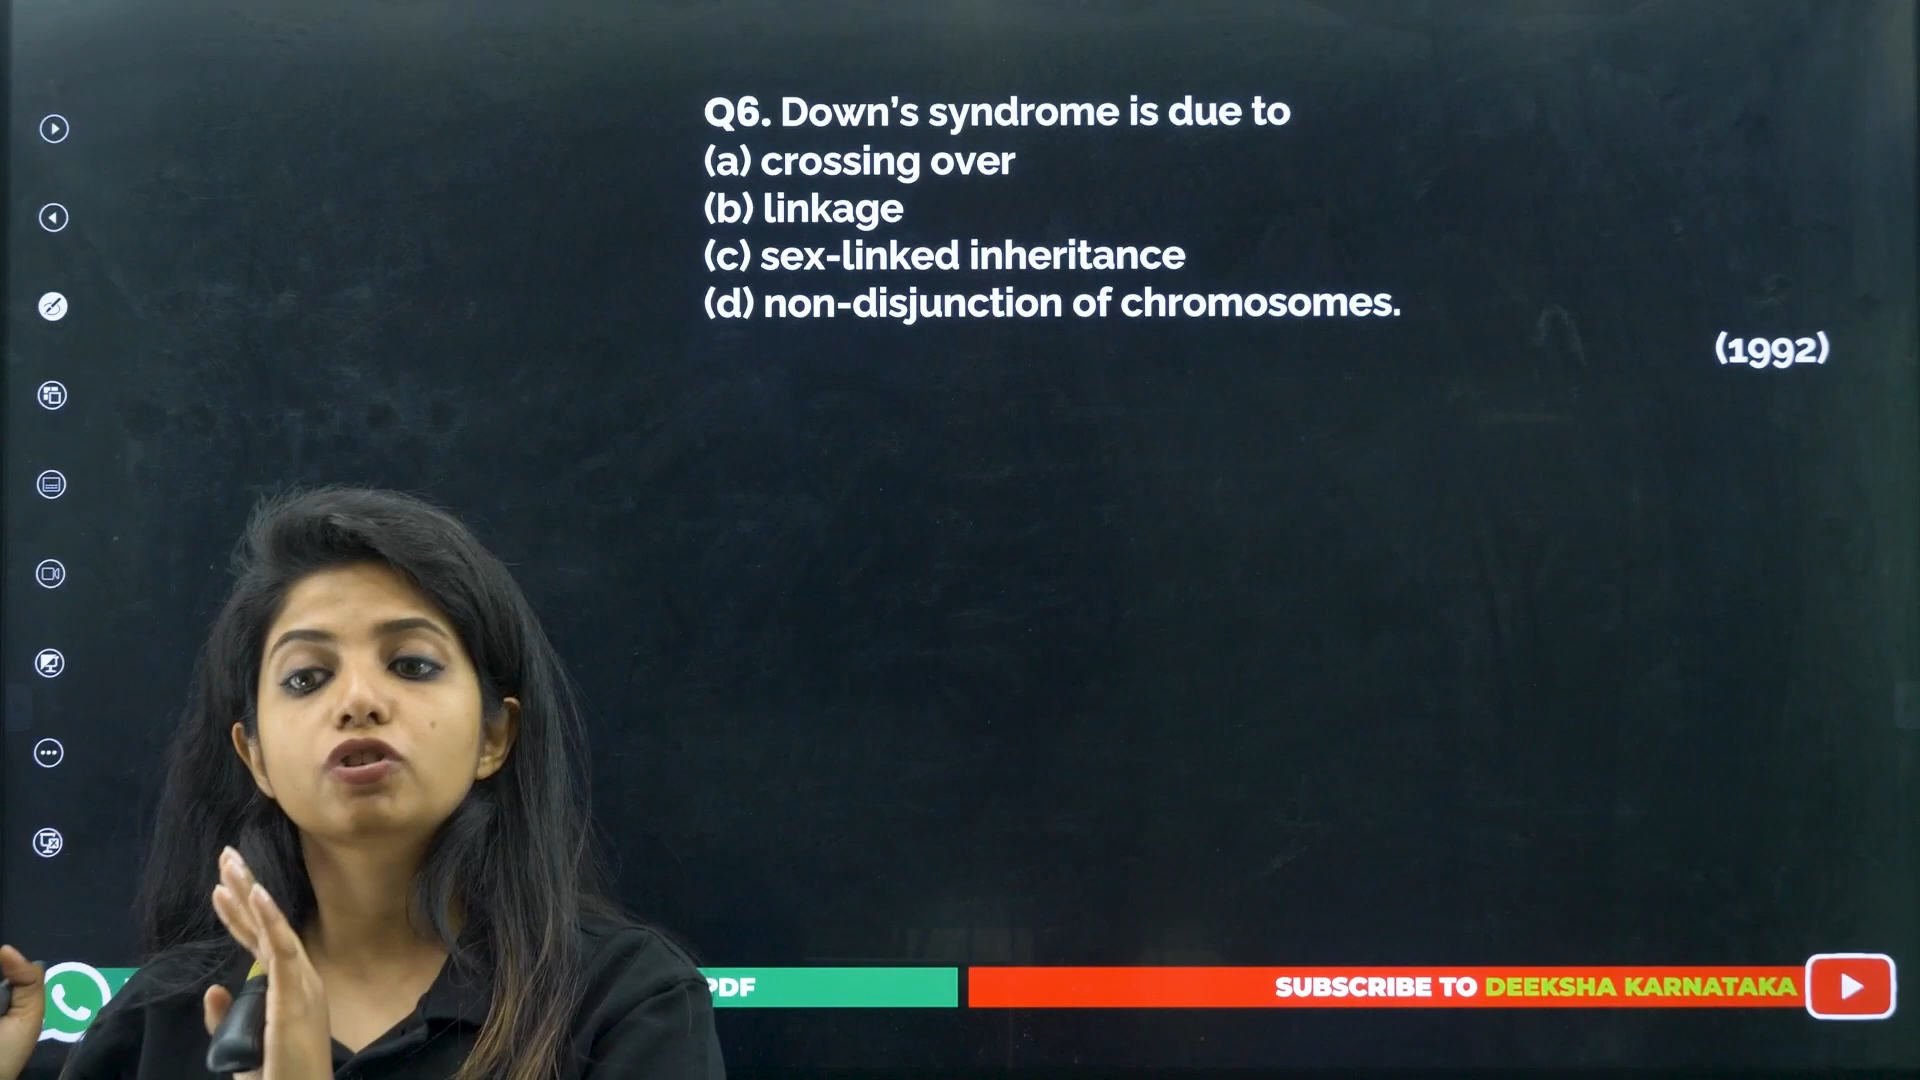 Q6. Down's syndrome is due to
(a) crossing over
(b) linkage
(c) sex-linked inheritance
(d) non-disjunction of chromosomes.
(1992)
PDF
SUBSCRIBE TO DEEKSHA KARNATAKA